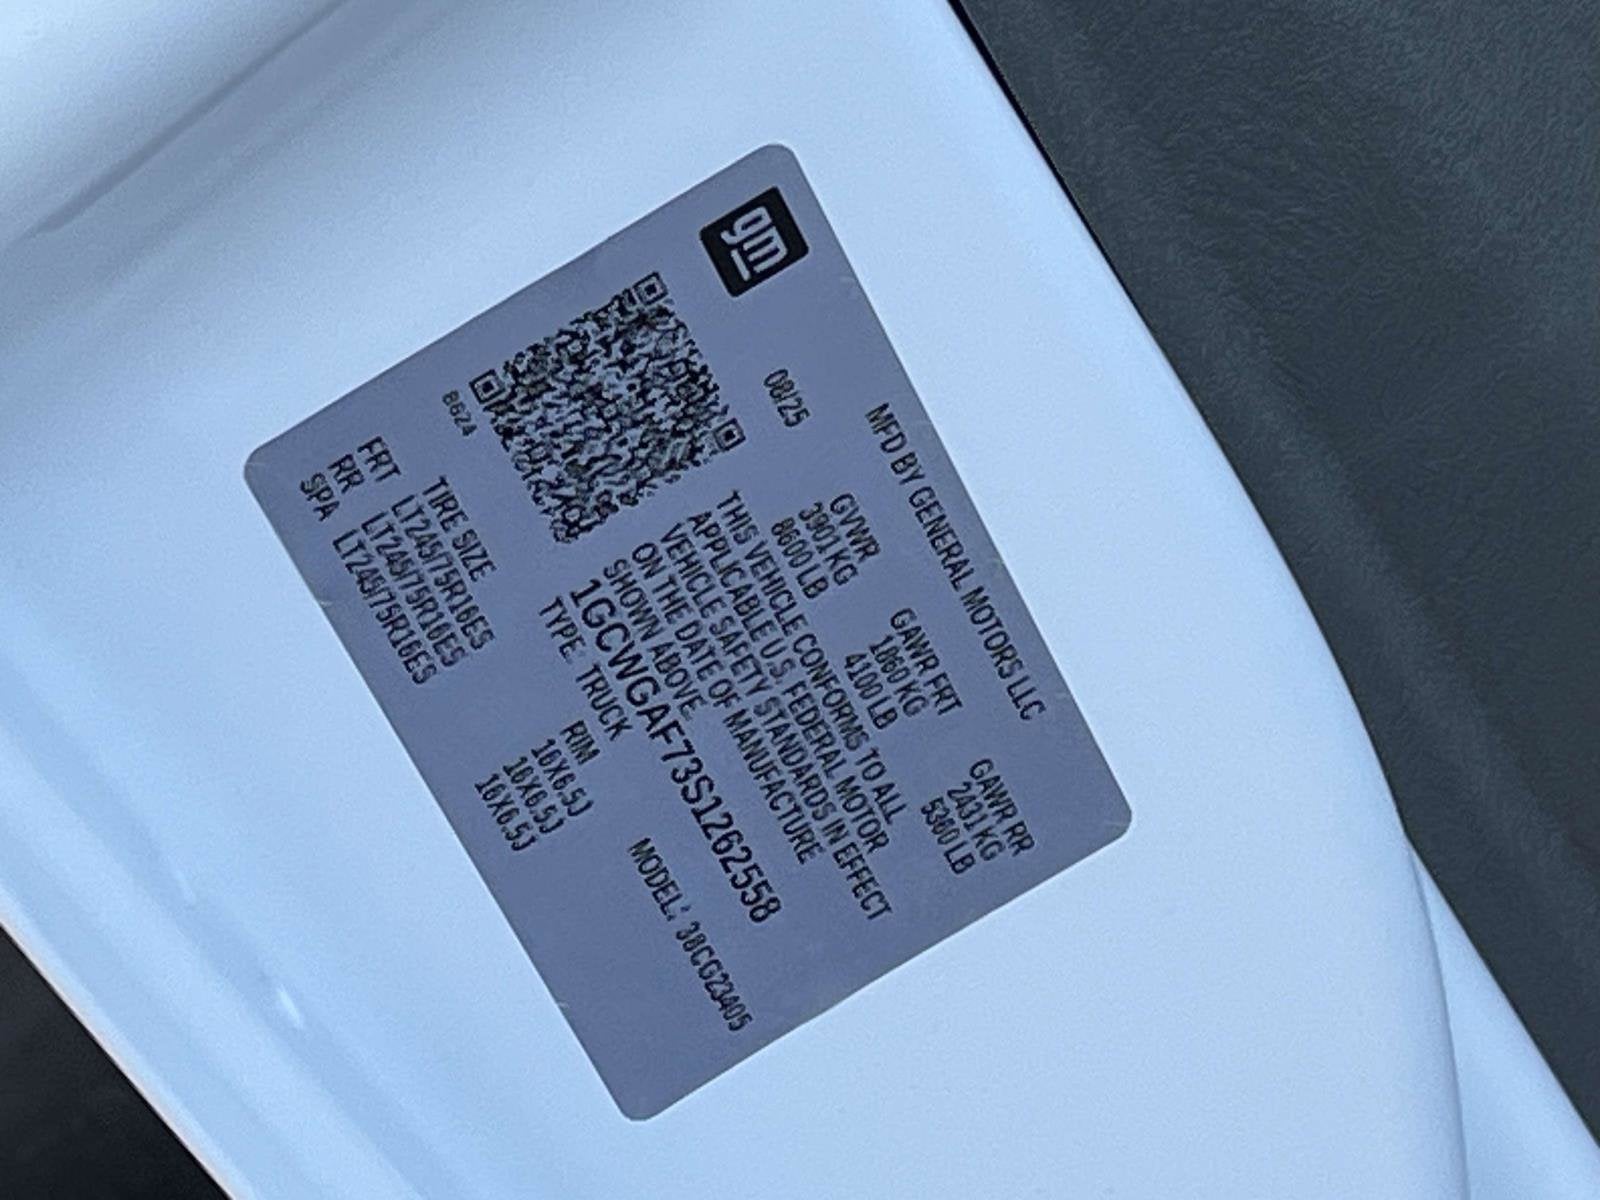 gm
MFD BY GENERAL MOTORS LLC
08/25
GVWR GAWR FRT GAWR RR
3901 KG 1860 KG 2431 KG
8600 LB 4100 LB 5360 LB
THIS VEHICLE CONFORMS TO ALL
APPLICABLE U.S. FEDERAL MOTOR
VEHICLE SAFETY STANDARDS IN EFFECT
ON THE DATE OF MANUFACTURE
SHOWN ABOVE.
1GCWGAF73S1262558
TYPE: TRUCK MODEL: 38CG23405
B624
TIRE SIZE RIM
FRT LT245/75R16ES 16X6.5J
RR LT245/75R16ES 16X6.5J
SPA LT245/75R16ES 16X6.5J